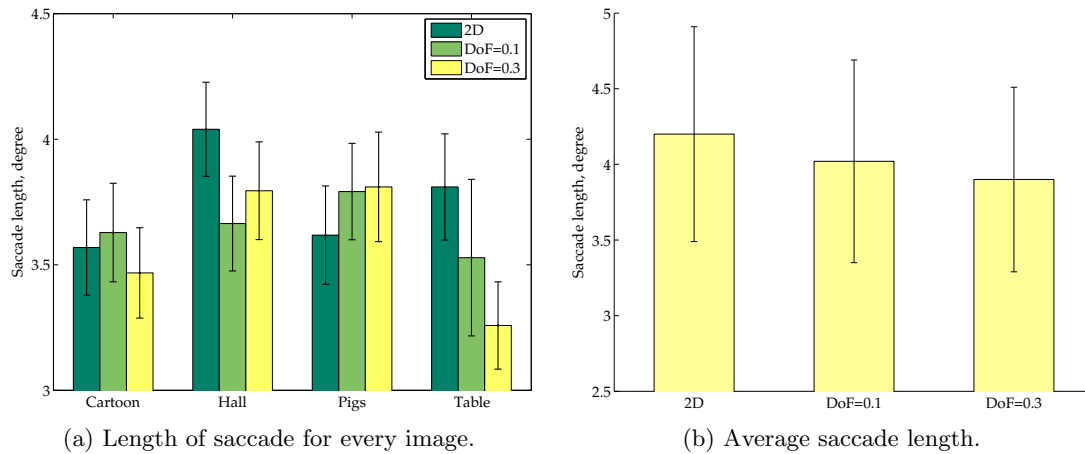 4.5
4
3.5
3
Saccade length, degree
2D
DoF=0.1
DoF=0.3
Cartoon
Hall
Pigs
Table
(a) Length of saccade for every image.
5
4.5
4
3.5
3
2.5
Saccade length, degree
2D
DoF=0.1
DoF=0.3
(b) Average saccade length.